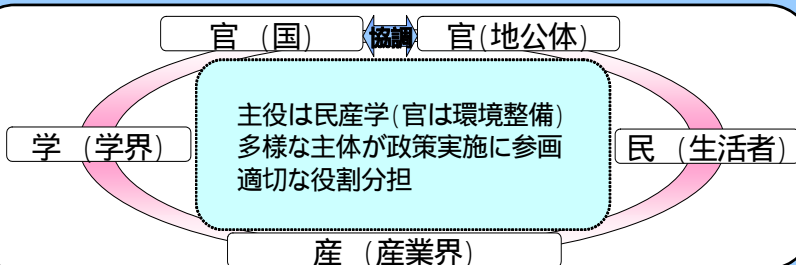 官 (国)
協調
官(地公体)
主役は民産学(官は環境整備)
多様な主体が政策実施に参画
適切な役割分担
学 (学界)
民 (生活者)
産 (産業界)